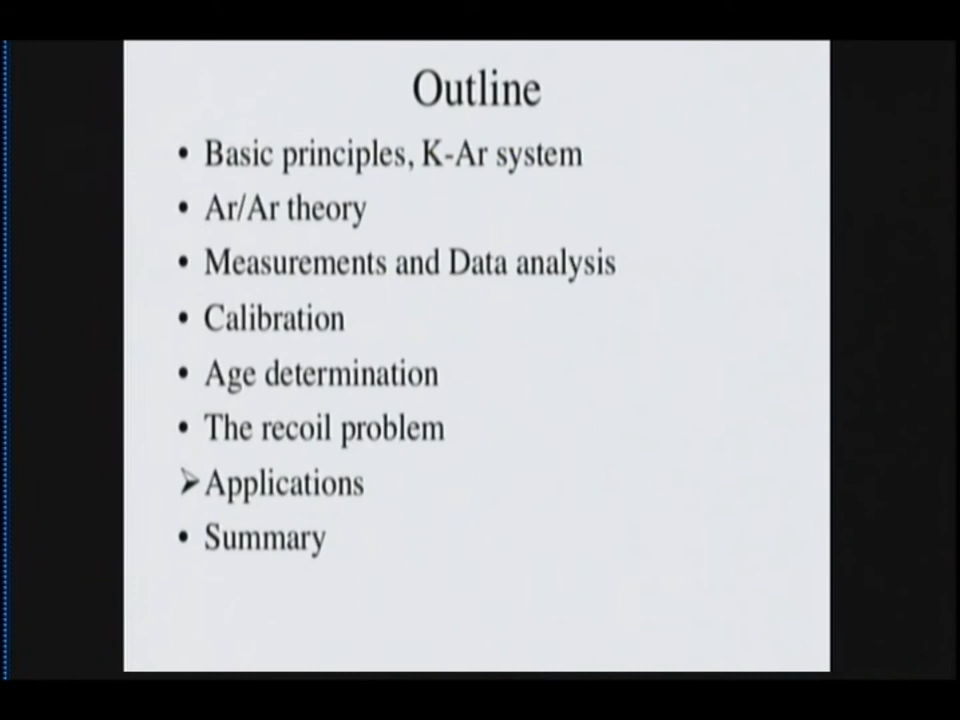 Outline
• Basic principles, K-Ar system
• Ar/Ar theory
• Measurements and Data analysis
• Calibration
• Age determination
• The recoil problem
➢ Applications
• Summary